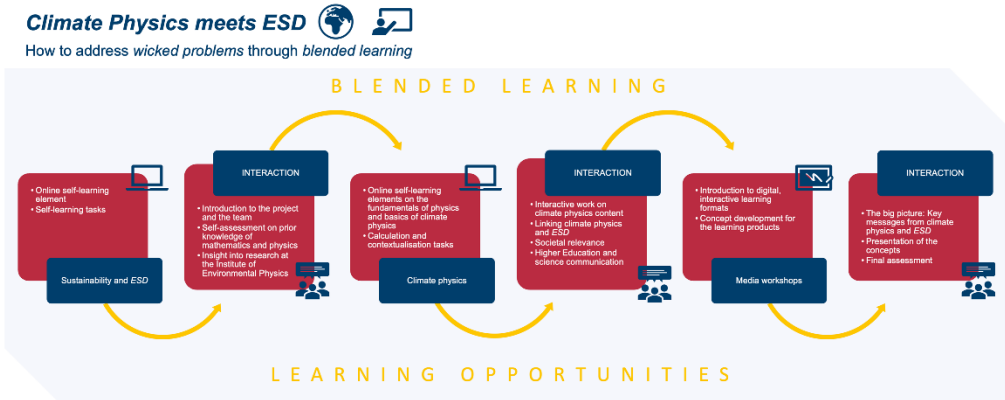 Climate Physics meets ESD
How to address wicked problems through blended learning
BLENDED LEARNING
• Online self-learning
element
• Self-learning tasks
Sustainability and ESD
INTERACTION
• Introduction to the project
and the team
• Self-assessment on prior
knowledge of
mathematics and physics
• Insight into research at
the Institute of
Environmental Physics
• Online self-learning
elements on the
fundamentals of physics
and basics of climate
physics
• Calculation and
contextualisation tasks
Climate physics
INTERACTION
• Interactive work on
climate physics content
• Linking climate physics
and ESD
• Societal relevance
• Higher Education and
science communication
• Introduction to digital,
interactive learning
formats
• Concept development for
the learning products
Media workshops
INTERACTION
• The big picture: Key
messages from climate
physics and ESD
• Presentation of the
concepts
• Final assessment
LEARNING OPPORTUNITIES